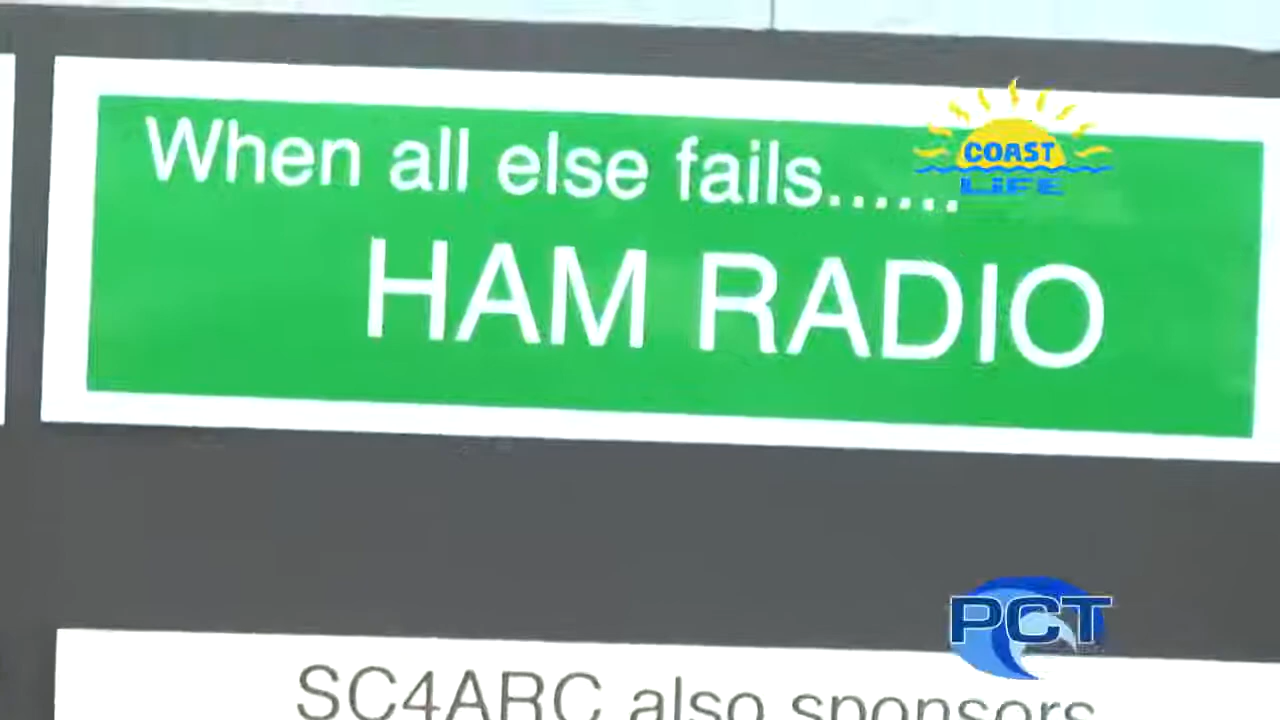 When all else fails......
HAM RADIO
COAST
LIFE
PCT
SC4ARC also sponsors